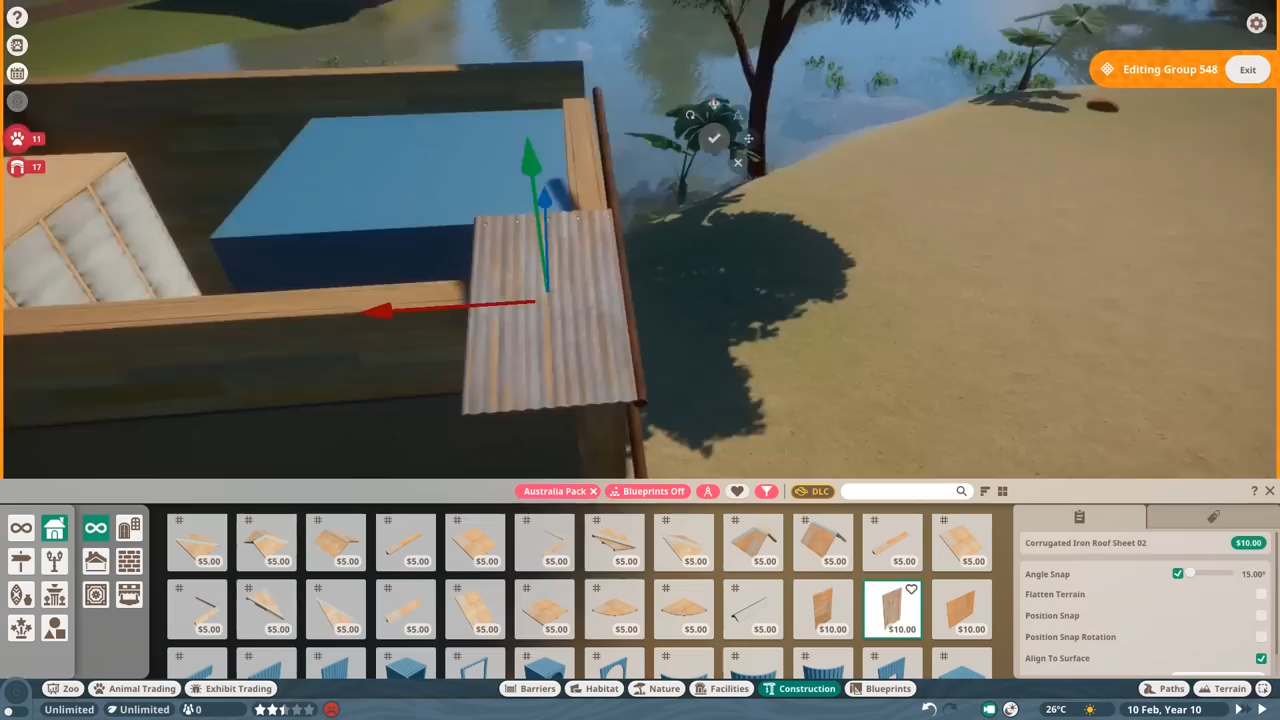 ?
Editing Group 548
Exit
11
17
Australia Pack ✕
Blueprints Off
DLC
? ✕
$5.00 $5.00 $5.00 $5.00 $5.00 $5.00 $5.00 $5.00 $5.00 $5.00 $5.00 $5.00
$5.00 $5.00 $5.00 $5.00 $5.00 $5.00 $5.00 $5.00 $5.00 $10.00 $10.00 $10.00
Corrugated Iron Roof Sheet 02
$10.00
Angle Snap
15.00°
Flatten Terrain
Position Snap
Position Snap Rotation
Align To Surface
Zoo
Animal Trading
Exhibit Trading
Barriers
Habitat
Nature
Facilities
Construction
Blueprints
Paths
Terrain
Unlimited
Unlimited
0
26°C
10 Feb, Year 10